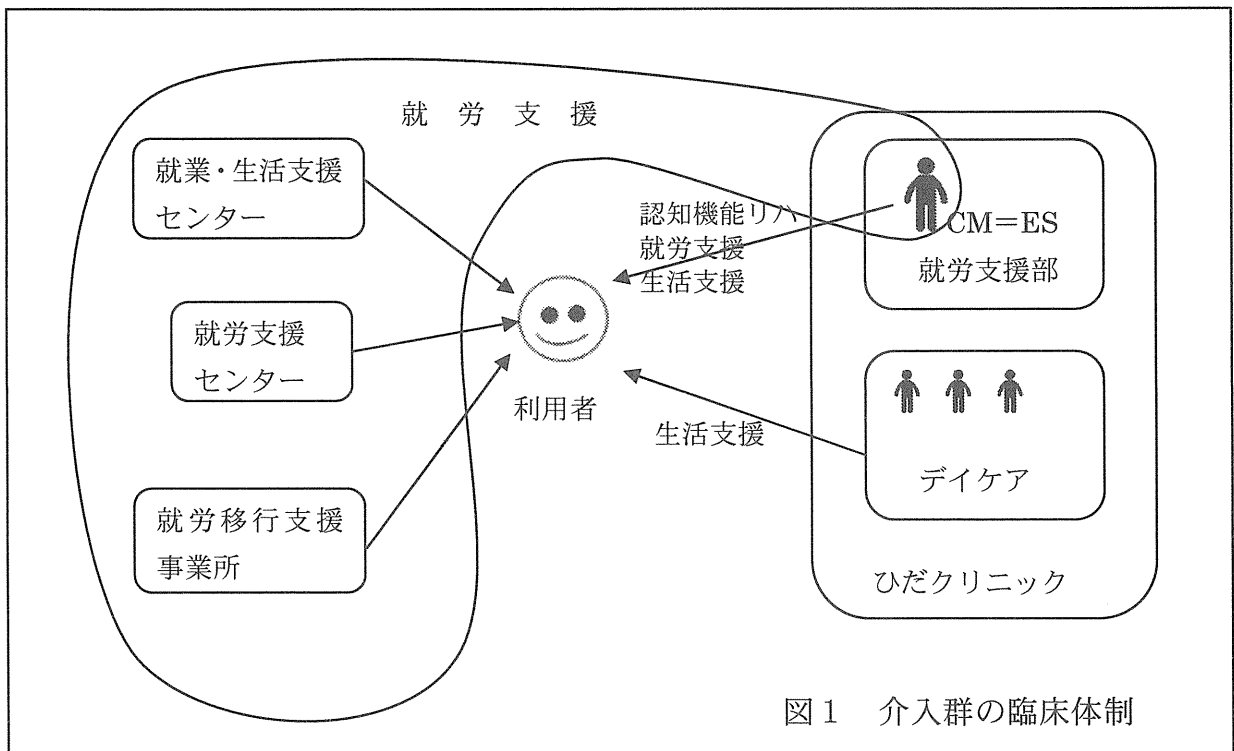 就 労 支 援
就業・生活支援
センター
就労支援
センター
就労移行支援
事業所
認知機能リハ
就労支援
生活支援
利用者
生活支援
CM＝ES
就労支援部
デイケア
ひだクリニック
図１　介入群の臨床体制